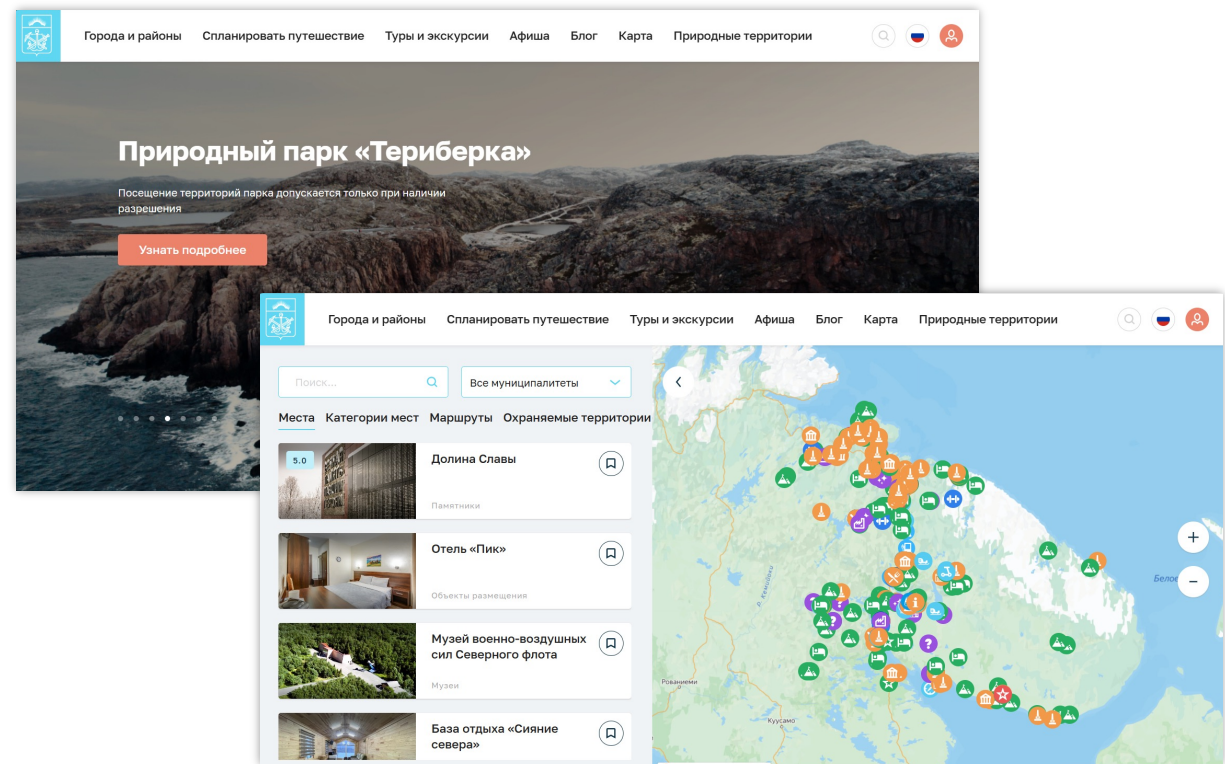 Города и районы Спланировать путешествие Туры и экскурсии Афиша Блог Карта Природные территории
Природный парк «Териберка»
Посещение территорий парка допускается только при наличии
разрешения
Узнать подробнее
Города и районы Спланировать путешествие Туры и экскурсии Афиша Блог Карта Природные территории
Поиск...
Все муниципалитеты
Места Категории мест Маршруты Охраняемые территории
5.0
Долина Славы
Памятники
Отель «Пик»
Объекты размещения
Музей военно-воздушных
сил Северного флота
Музеи
База отдыха «Сияние
севера»
Рованиеми
Куусамо